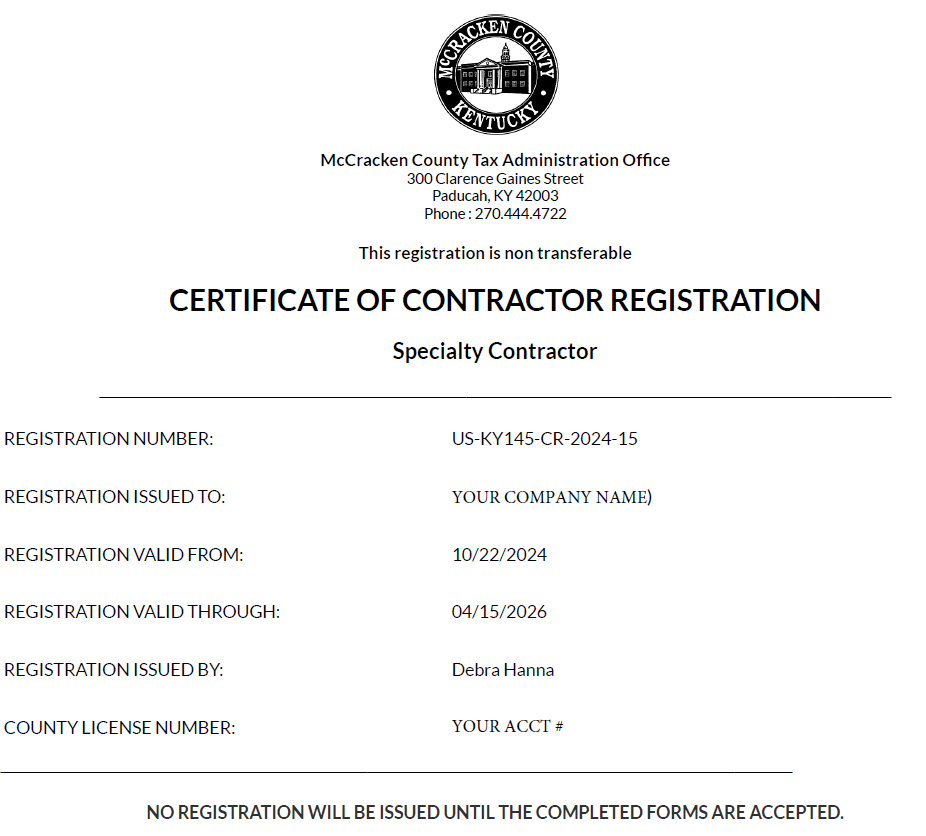 McCRACKEN COUNTY
KENTUCKY
McCracken County Tax Administration Office
300 Clarence Gaines Street
Paducah, KY 42003
Phone : 270.444.4722
This registration is non transferable
CERTIFICATE OF CONTRACTOR REGISTRATION
Specialty Contractor
REGISTRATION NUMBER: US-KY145-CR-2024-15
REGISTRATION ISSUED TO: YOUR COMPANY NAME)
REGISTRATION VALID FROM: 10/22/2024
REGISTRATION VALID THROUGH: 04/15/2026
REGISTRATION ISSUED BY: Debra Hanna
COUNTY LICENSE NUMBER: YOUR ACCT #
NO REGISTRATION WILL BE ISSUED UNTIL THE COMPLETED FORMS ARE ACCEPTED.